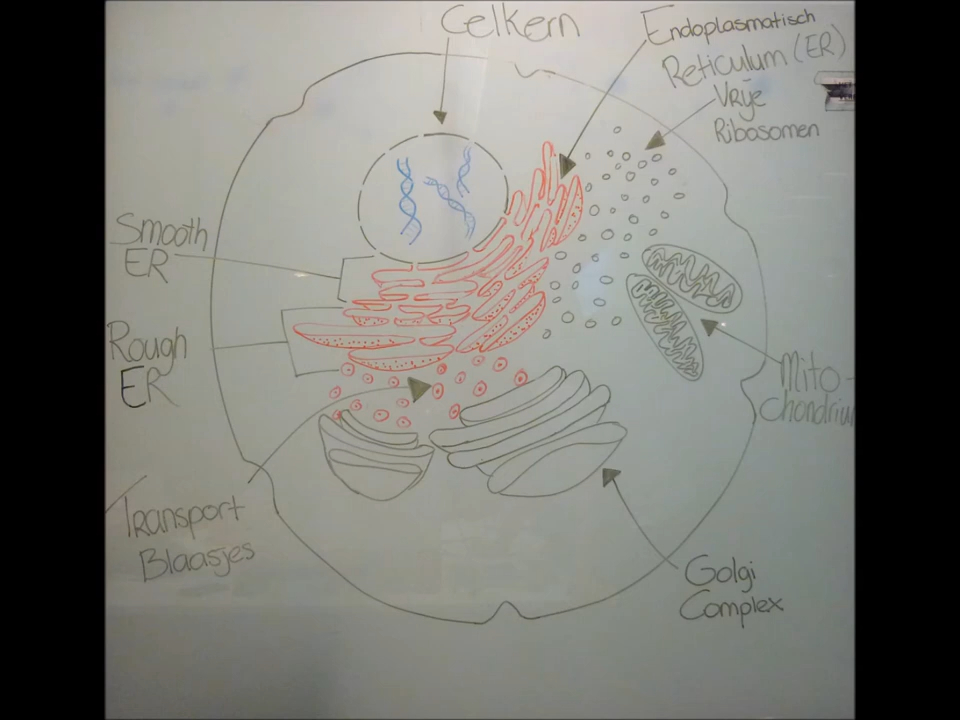 Celkern
Endoplasmatisch
Reticulum (ER)
Vrije
Ribosomen
Smooth
ER
Rough
ER
Mito-
chondrium
Transport
Blaasjes
Golgi
Complex